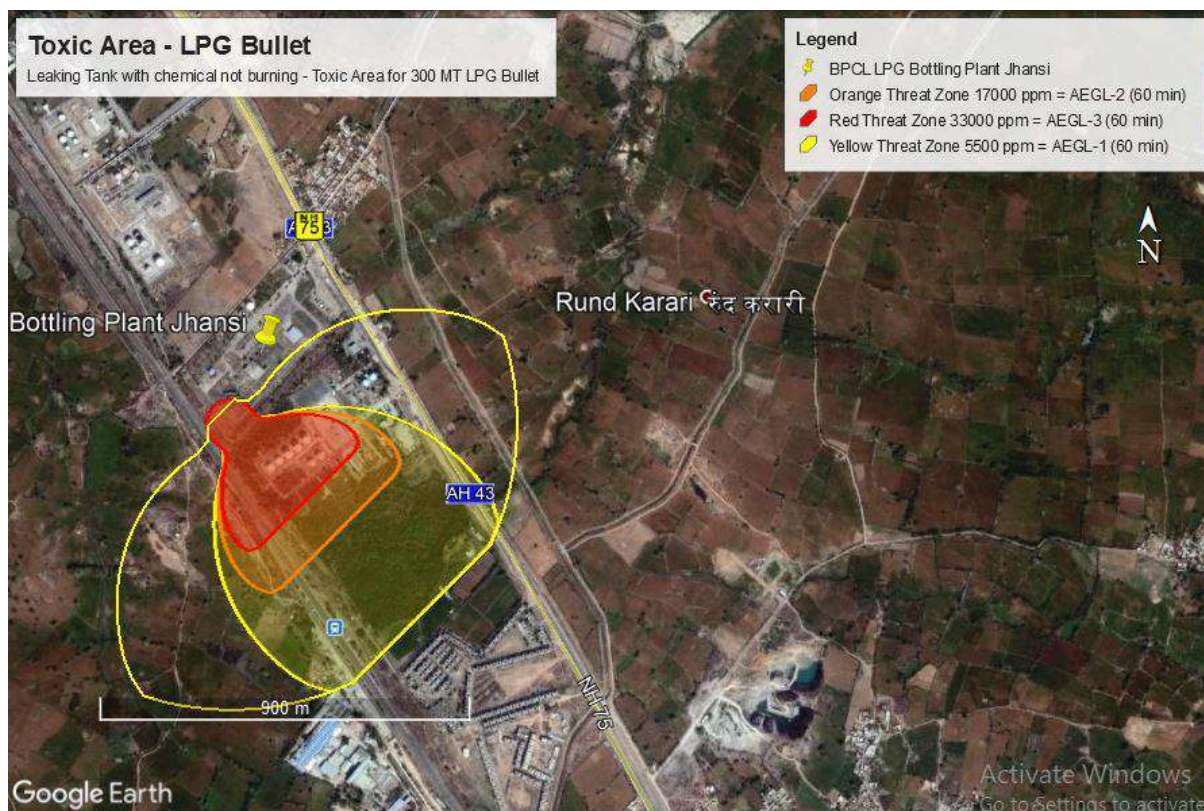 Toxic Area - LPG Bullet
Leaking Tank with chemical not burning - Toxic Area for 300 MT LPG Bullet
Legend
BPCL LPG Bottling Plant Jhansi
Orange Threat Zone 17000 ppm = AEGL-2 (60 min)
Red Threat Zone 33000 ppm = AEGL-3 (60 min)
Yellow Threat Zone 5500 ppm = AEGL-1 (60 min)
N
75
Rund Karari रुंद करारी
Bottling Plant Jhansi
AH 43
NH 75
900 m
Google Earth
Activate Windows
Go to Settings to activate